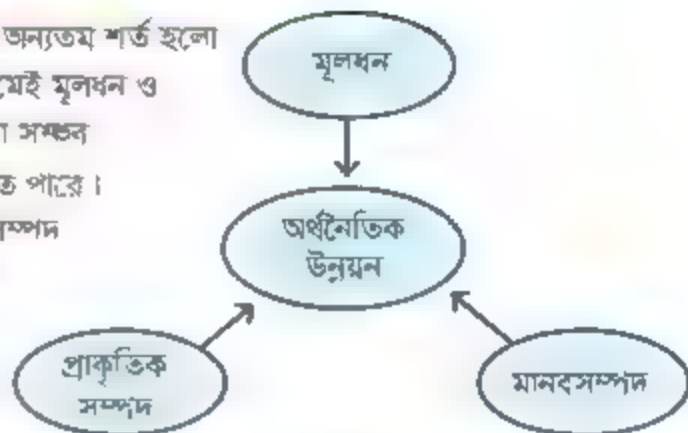 অন্যতম শর্ত হলো
মেই মূলধন ও
সম্ভব
পারে।
সম্পদ
মূলধন
অর্থনৈতিক
উন্নয়ন
প্রাকৃতিক
সম্পদ
মানবসম্পদ